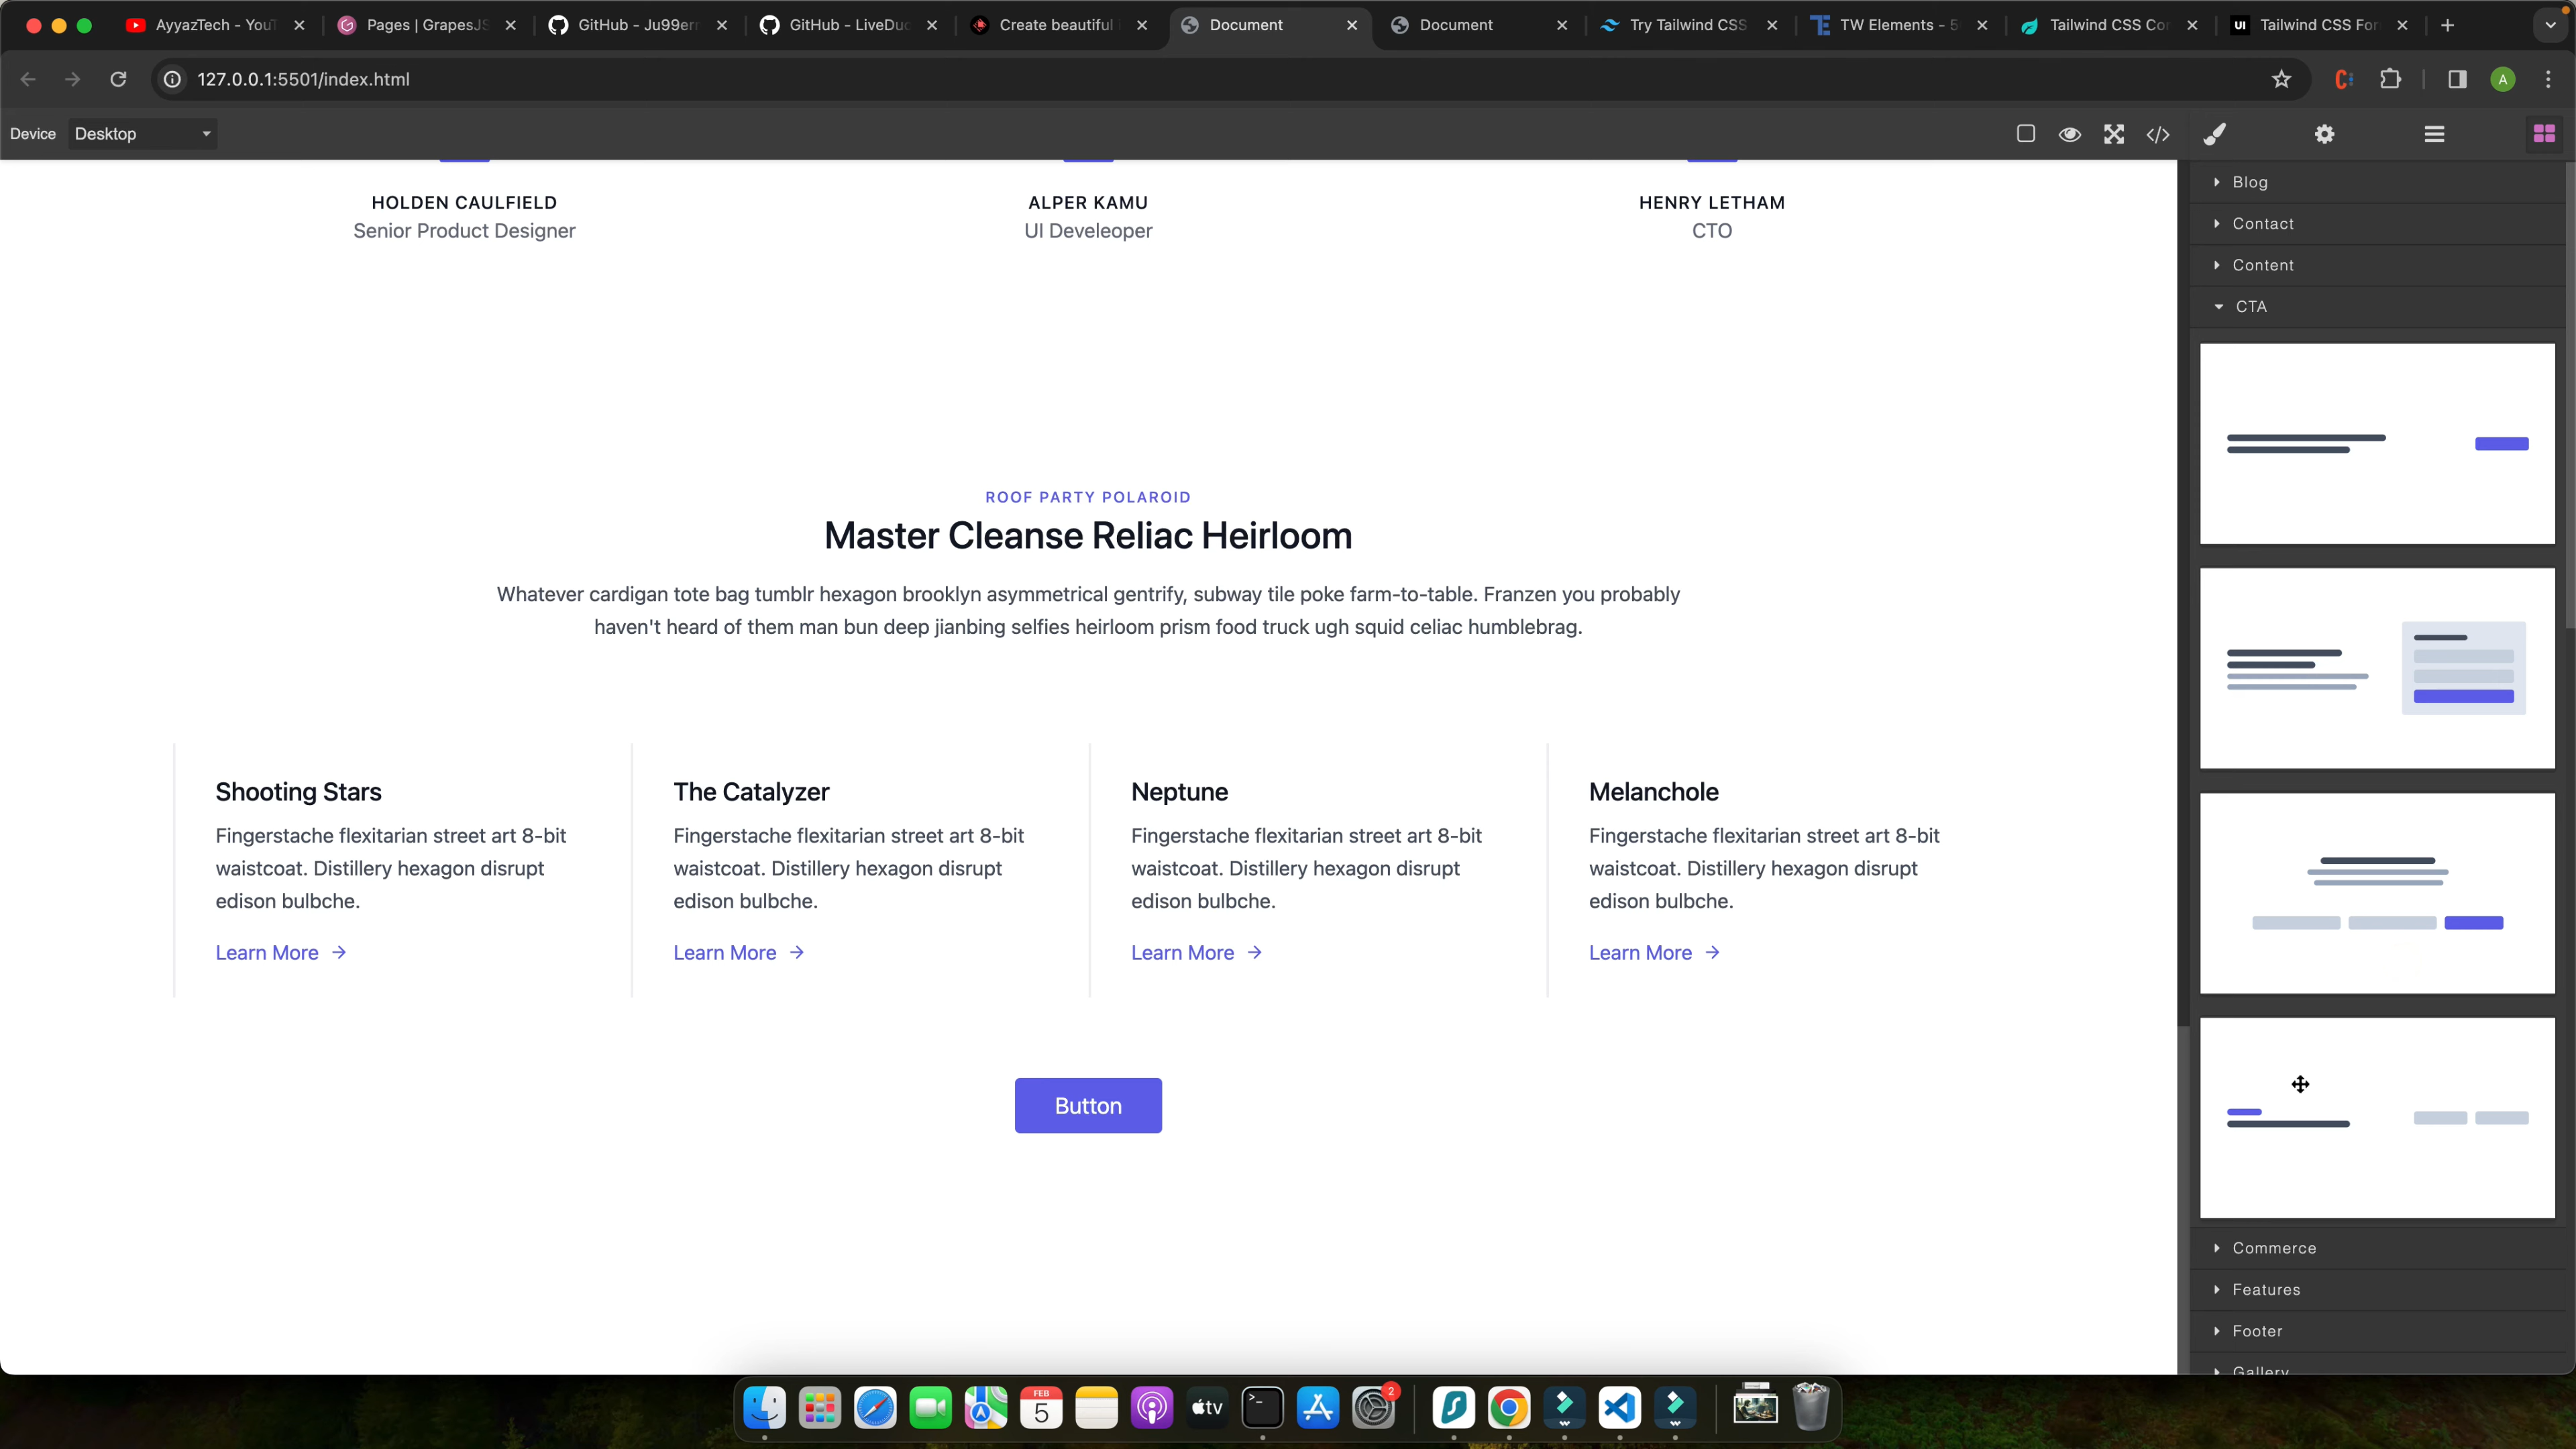 AyyazTech - YouT
Pages | GrapesJS
GitHub - Ju99ern
GitHub - LiveDuo
Create beautiful
Document
Document
Try Tailwind CSS
TW Elements - 5
Tailwind CSS Co
Tailwind CSS For
127.0.0.1:5501/index.html
A
Device
Desktop
HOLDEN CAULFIELD
Senior Product Designer
ALPER KAMU
UI Develeoper
HENRY LETHAM
CTO
ROOF PARTY POLAROID
Master Cleanse Reliac Heirloom
Whatever cardigan tote bag tumblr hexagon brooklyn asymmetrical gentrify, subway tile poke farm-to-table. Franzen you probably
haven't heard of them man bun deep jianbing selfies heirloom prism food truck ugh squid celiac humblebrag.
Shooting Stars
Fingerstache flexitarian street art 8-bit
waistcoat. Distillery hexagon disrupt
edison bulbche.
Learn More
The Catalyzer
Fingerstache flexitarian street art 8-bit
waistcoat. Distillery hexagon disrupt
edison bulbche.
Learn More
Neptune
Fingerstache flexitarian street art 8-bit
waistcoat. Distillery hexagon disrupt
edison bulbche.
Learn More
Melanchole
Fingerstache flexitarian street art 8-bit
waistcoat. Distillery hexagon disrupt
edison bulbche.
Learn More
Button
Blog
Contact
Content
CTA
Commerce
Features
Footer
Gallery
FEB
5
tv
2